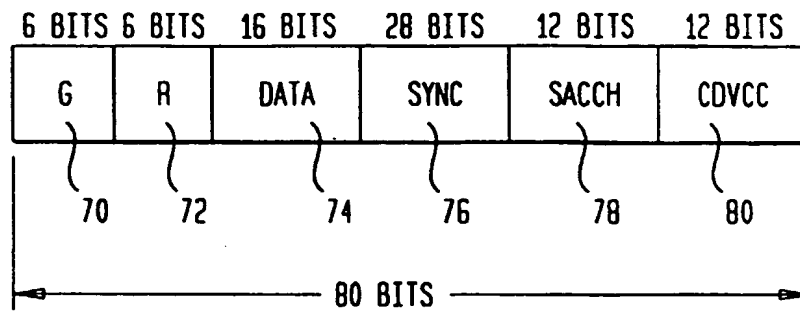 6 BITS 6 BITS 16 BITS 28 BITS 12 BITS 12 BITS
G R DATA SYNC SACCH CDVCC
70 72 74 76 78 80
80 BITS